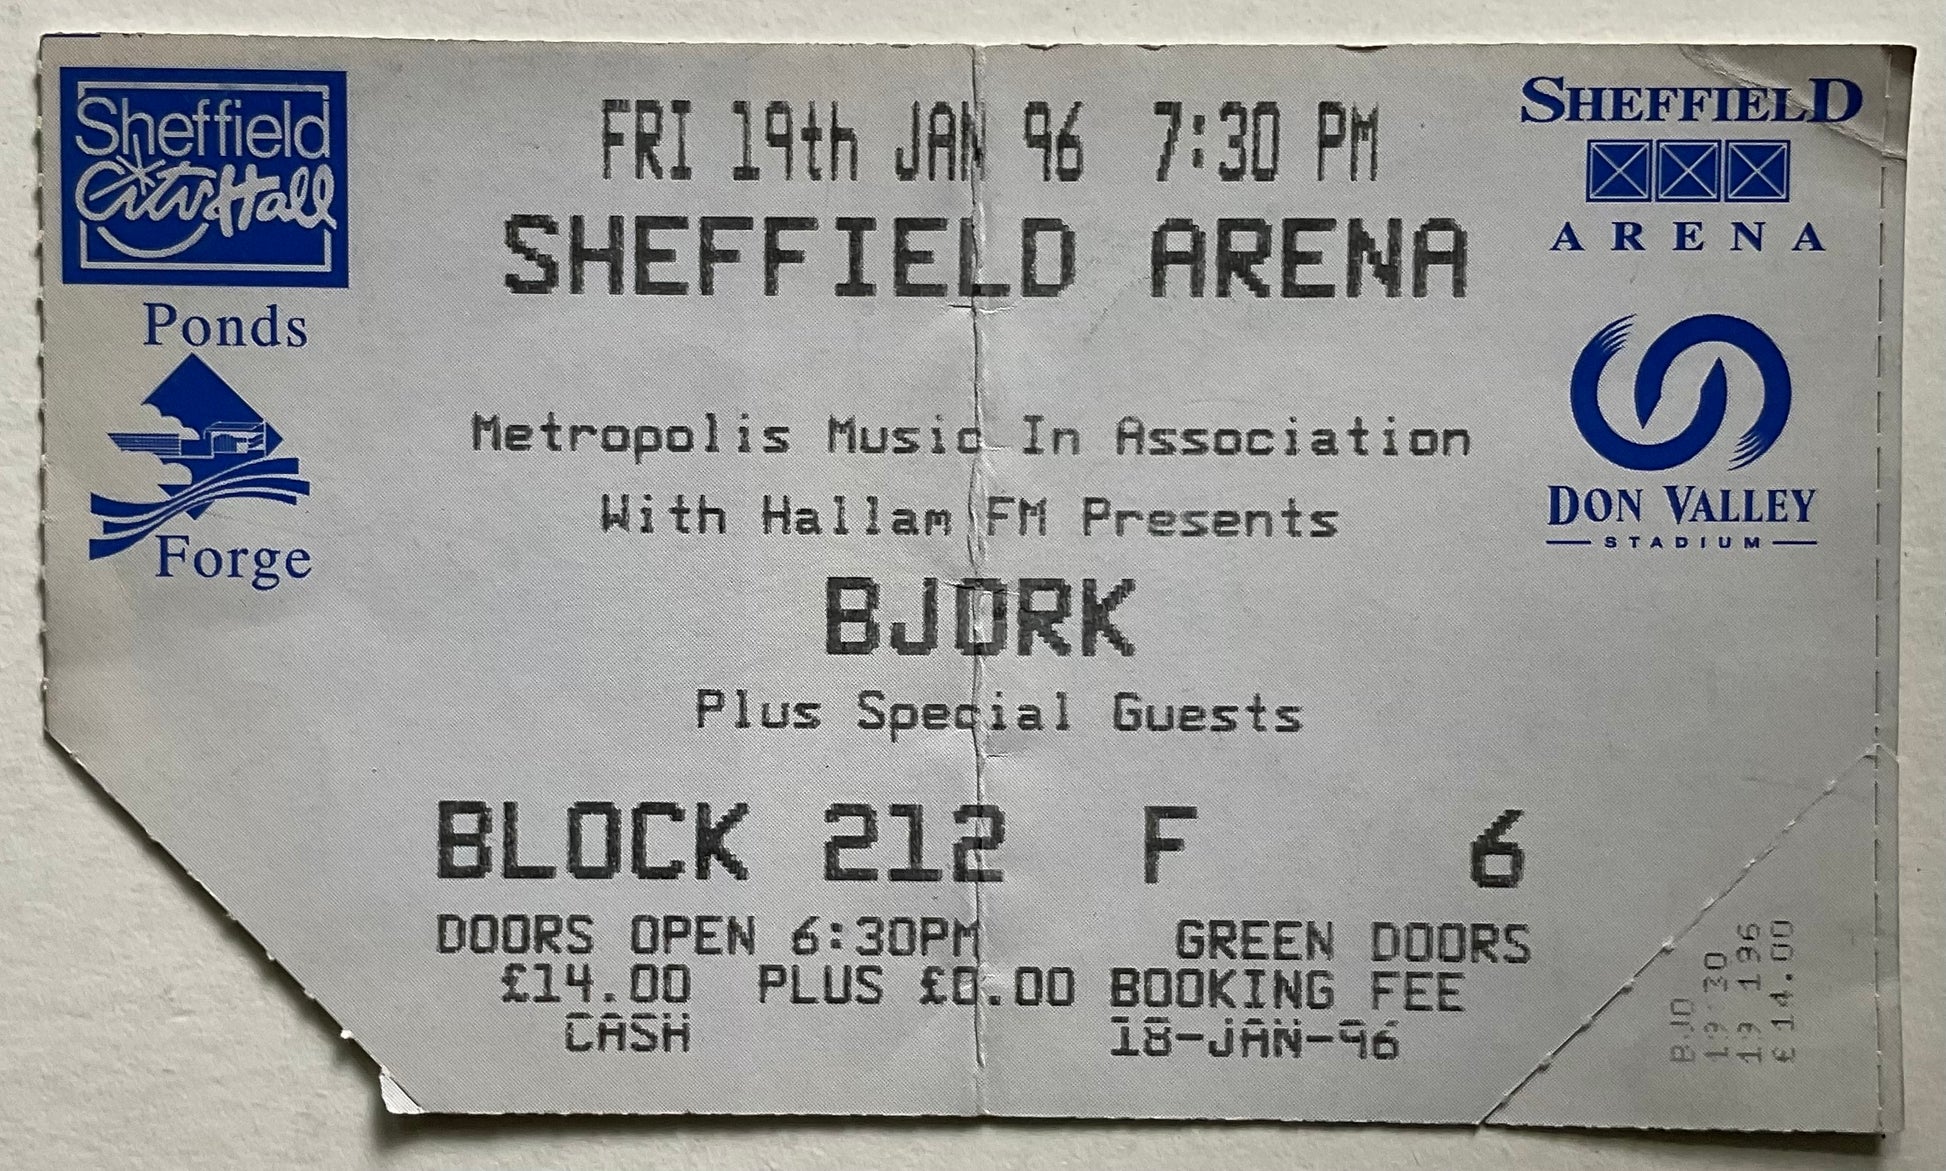 Sheffield
City Hall
Ponds
Forge
FRI 19th JAN 96 7:30 PM
SHEFFIELD ARENA
Metropolis Music In Association
With Hallam FM Presents
BJORK
Plus Special Guests
BLOCK 212 F 6
DOORS OPEN 6:30PM GREEN DOORS
£14.00 PLUS £0.00 BOOKING FEE
CASH 18-JAN-96
SHEFFIELD
ARENA
DON VALLEY
STADIUM
BJO
19 30
19 196
£14.00